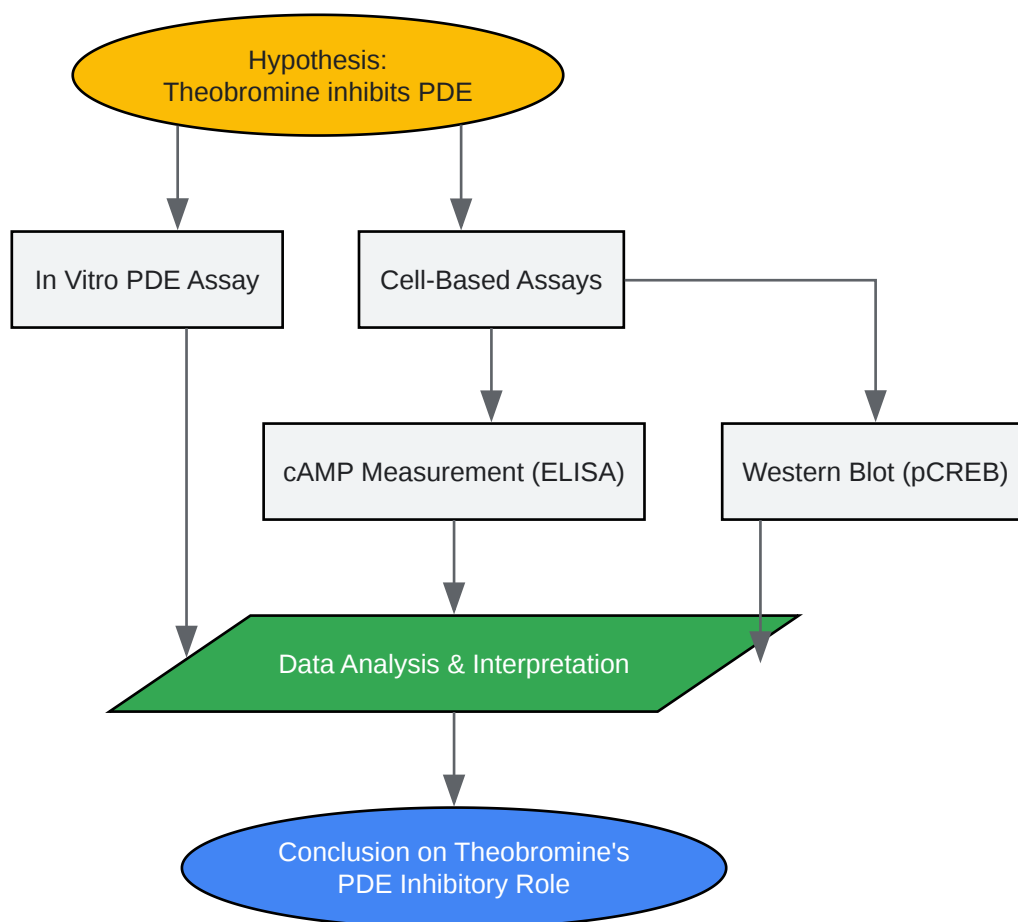 Hypothesis:
Theobromine inhibits PDE
In Vitro PDE Assay
Cell-Based Assays
cAMP Measurement (ELISA)
Western Blot (pCREB)
Data Analysis & Interpretation
Conclusion on Theobromine's
PDE Inhibitory Role